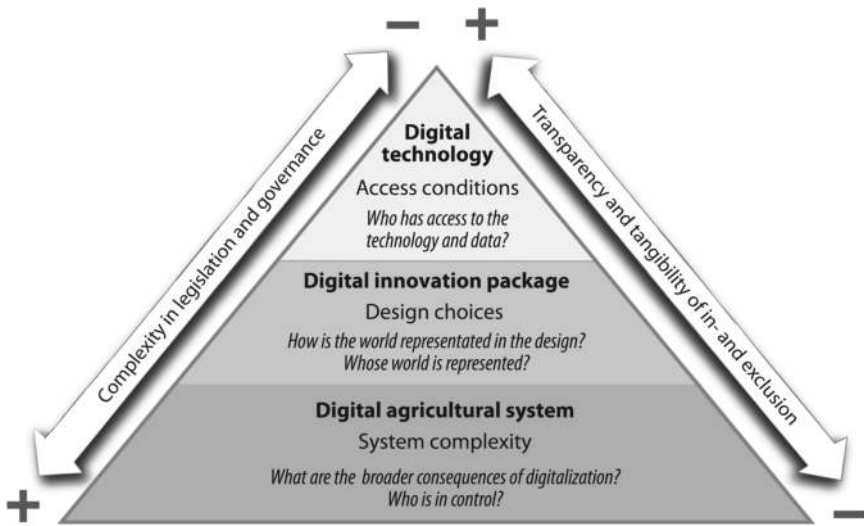 − +
Complexity in legislation and governance
Transparency and tangibility of in- and exclusion
Digital
technology
Access conditions
Who has access to the
technology and data?
Digital innovation package
Design choices
How is the world representated in the design?
Whose world is represented?
Digital agricultural system
System complexity
What are the broader consequences of digitalization?
Who is in control?
+ −